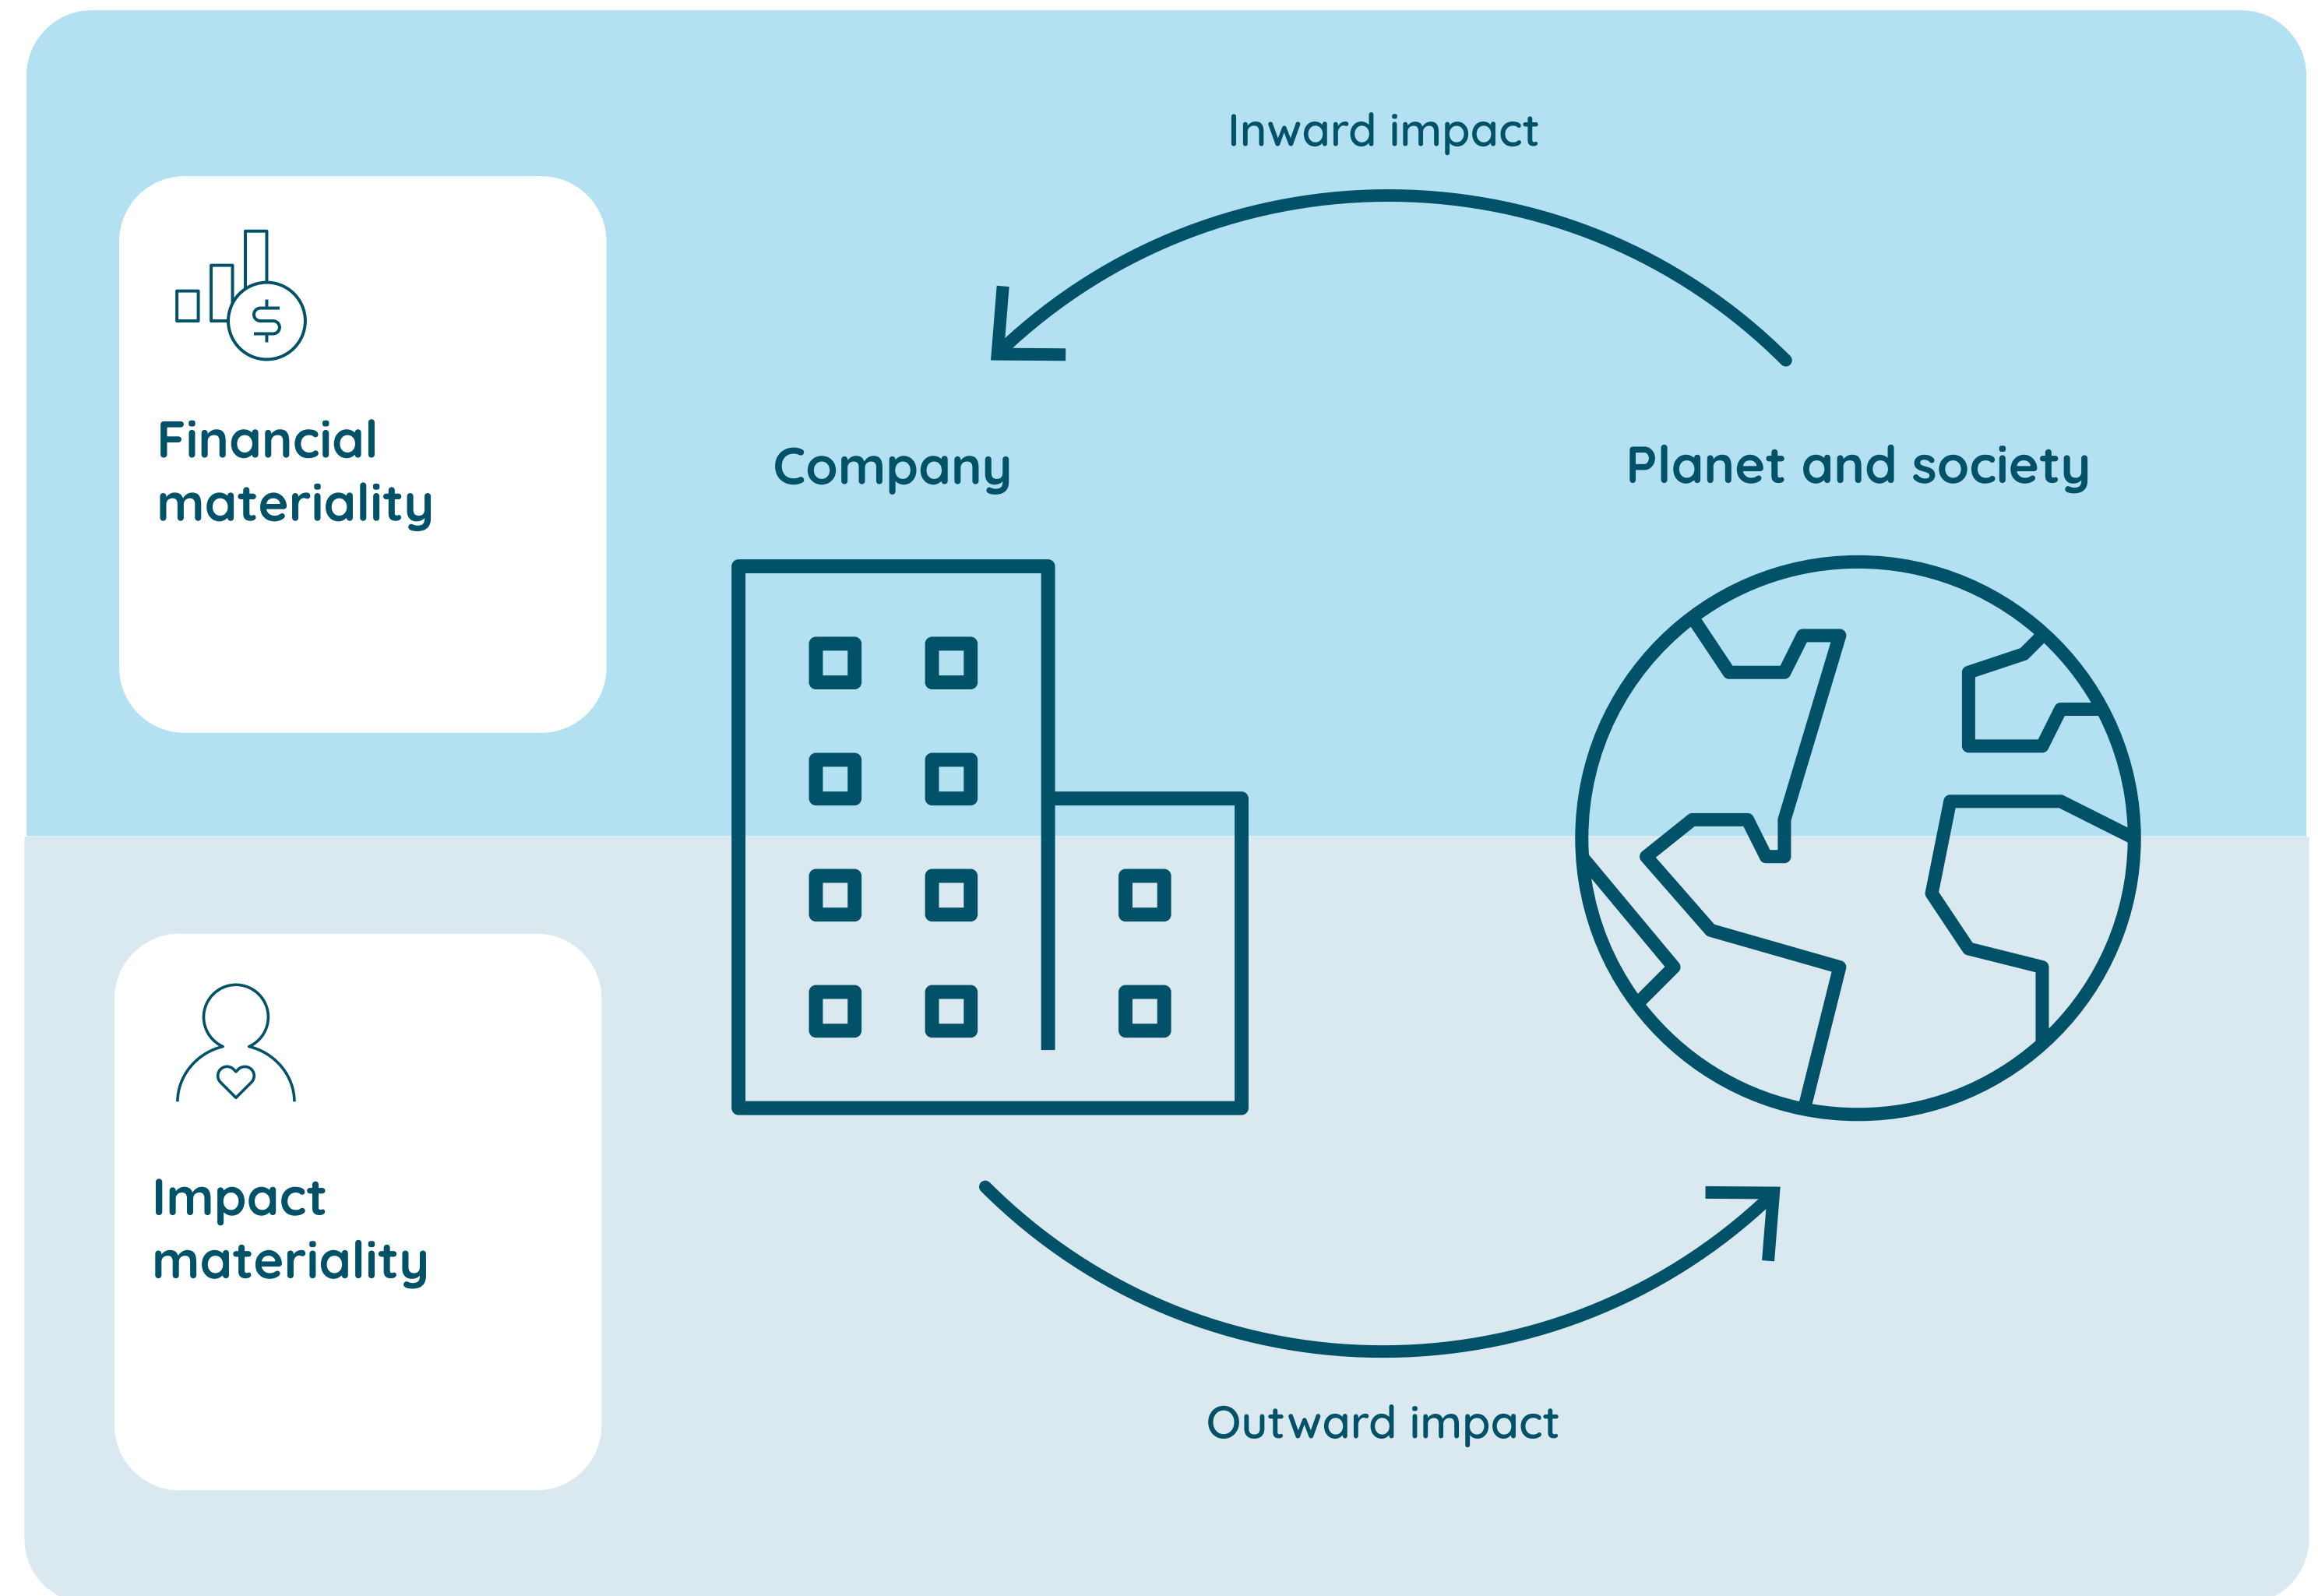 Inward impact
Financial
materiality
Company
Planet and society
Impact
materiality
Outward impact